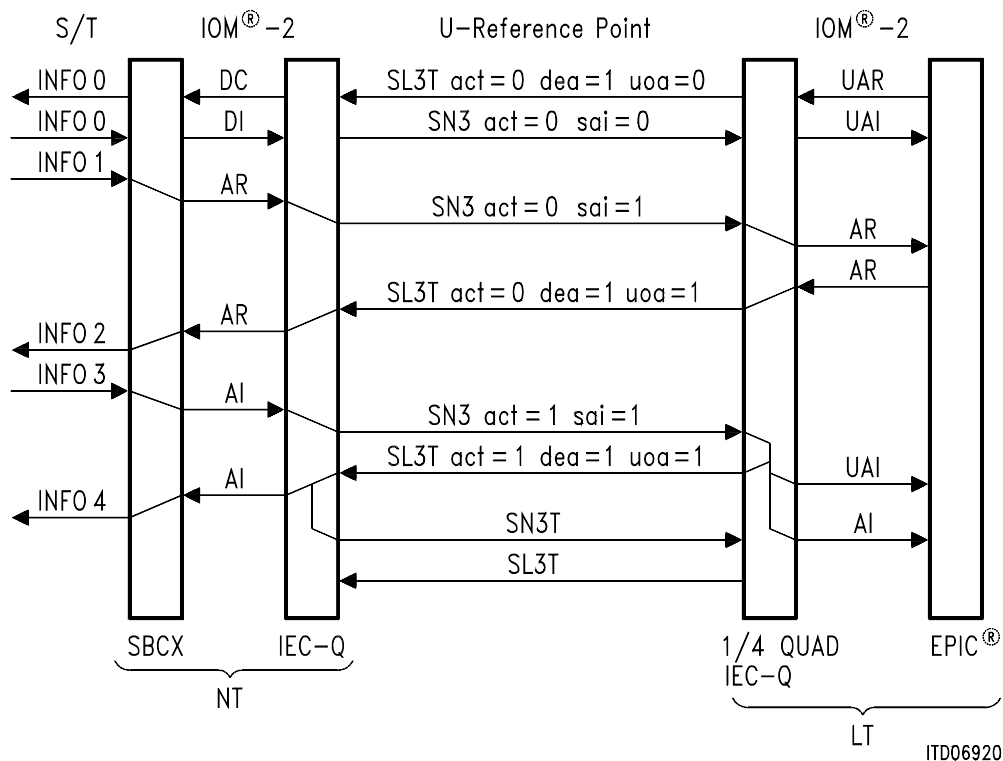 S/T IOM®-2 U-Reference Point IOM®-2
INFO 0 DC SL3T act = 0 dea = 1 uoa = 0 UAR
INFO 0 DI SN3 act = 0 sai = 0 UAI
INFO 1
AR SN3 act = 0 sai = 1
AR
AR
SL3T act = 0 dea = 1 uoa = 1
AR
INFO 2
INFO 3
AI
SN3 act = 1 sai = 1
SL3T act = 1 dea = 1 uoa = 1
AI UAI
INFO 4
SN3T AI
SL3T
SBCX IEC-Q 1/4 QUAD EPIC®
IEC-Q
NT
LT
ITD06920